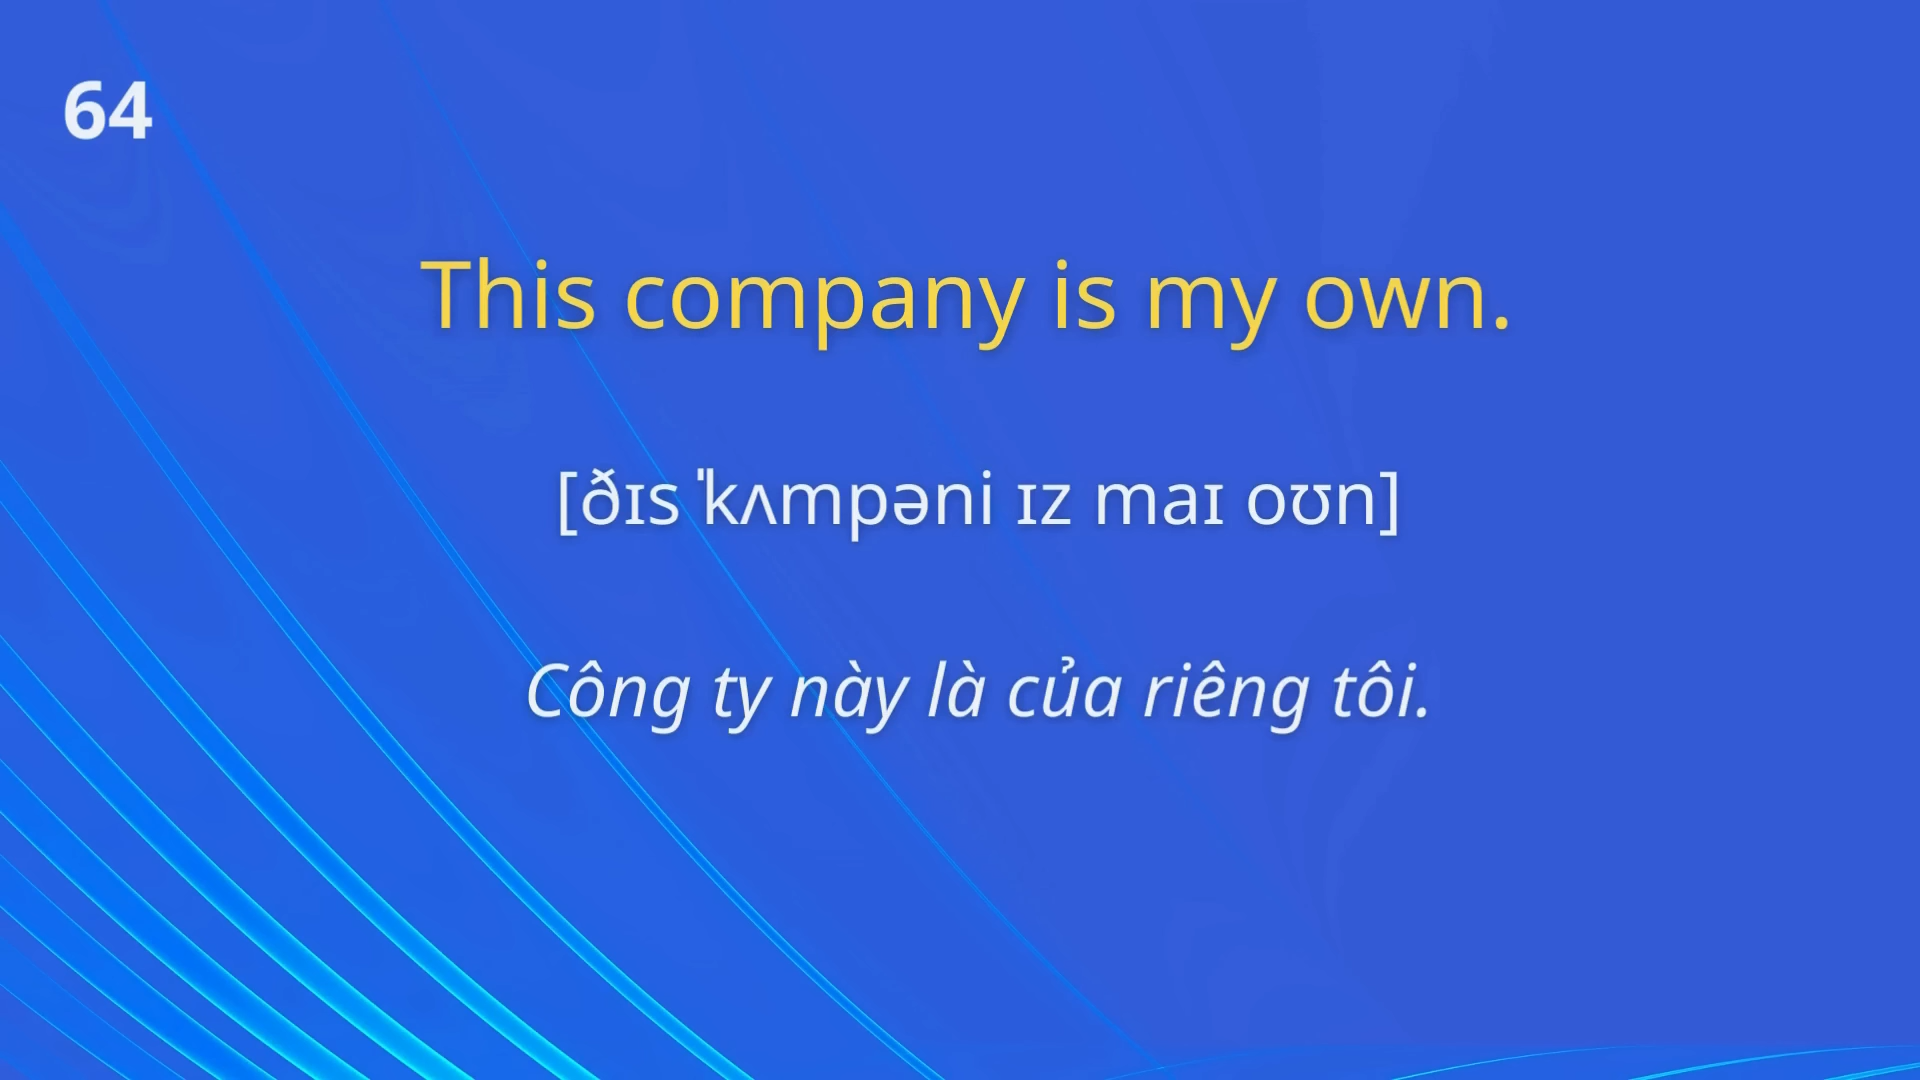 64
This company is my own.
[ðɪs ˈkʌmpəni ɪz maɪ oʊn]
Công ty này là của riêng tôi.